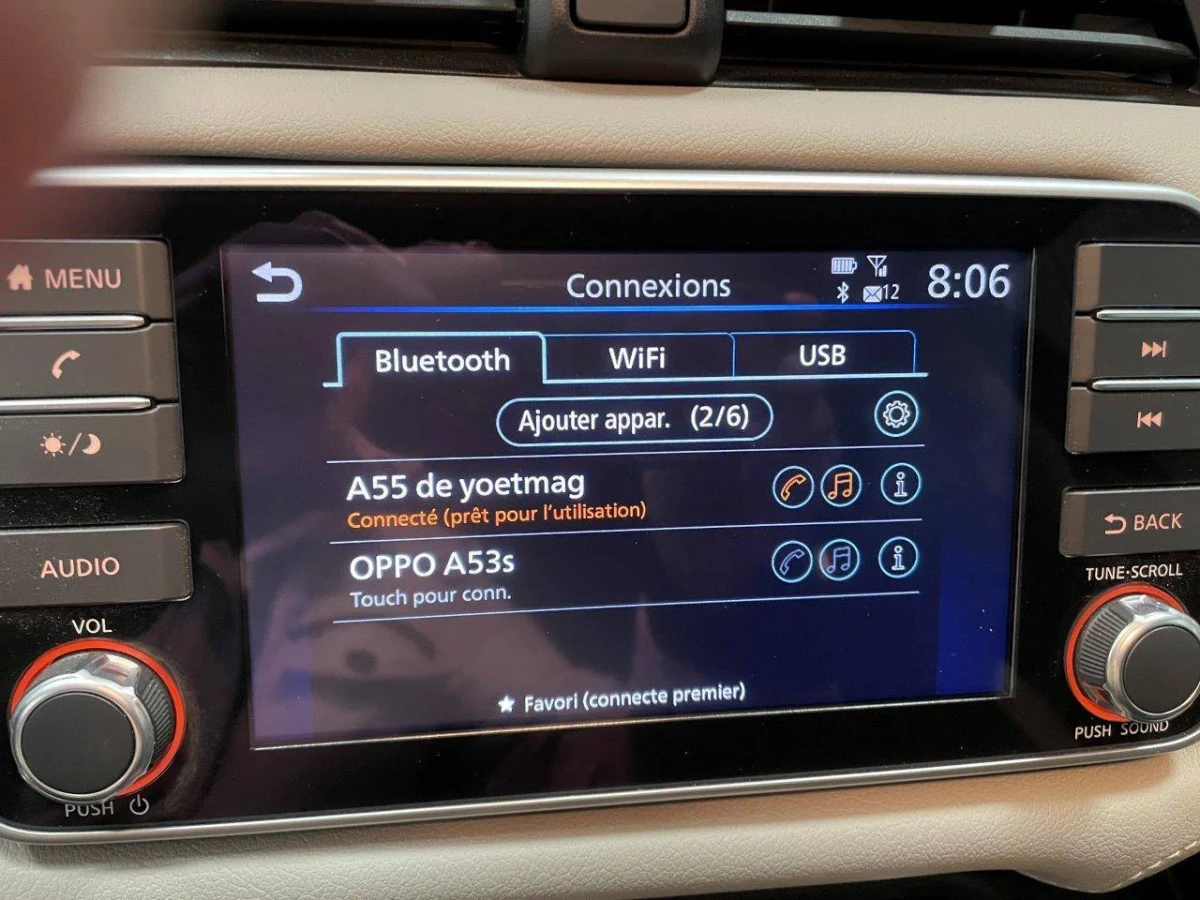 MENU
AUDIO
VOL
PUSH
Connexions
12
8:06
Bluetooth
WiFi
USB
Ajouter appar. (2/6)
A55 de yoetmag
Connecté (prêt pour l'utilisation)
OPPO A53s
Touch pour conn.
★ Favori (connecte premier)
BACK
TUNE·SCROLL
PUSH SOUND